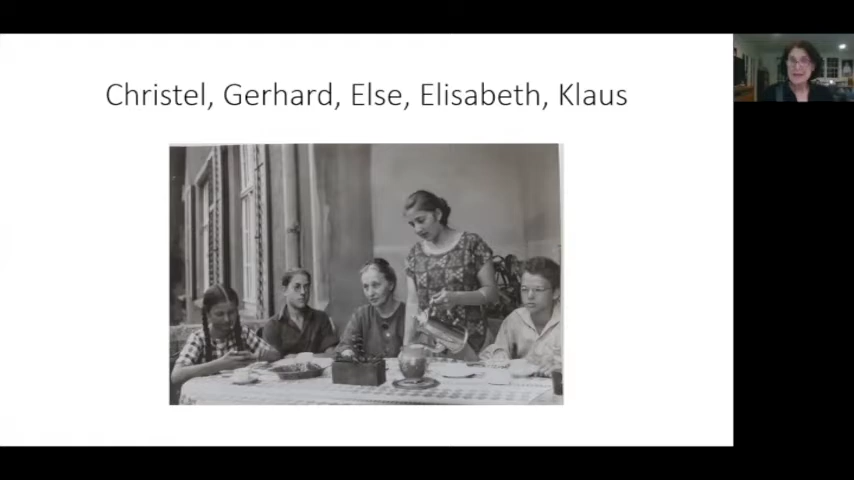 Christel, Gerhard, Else, Elisabeth, Klaus